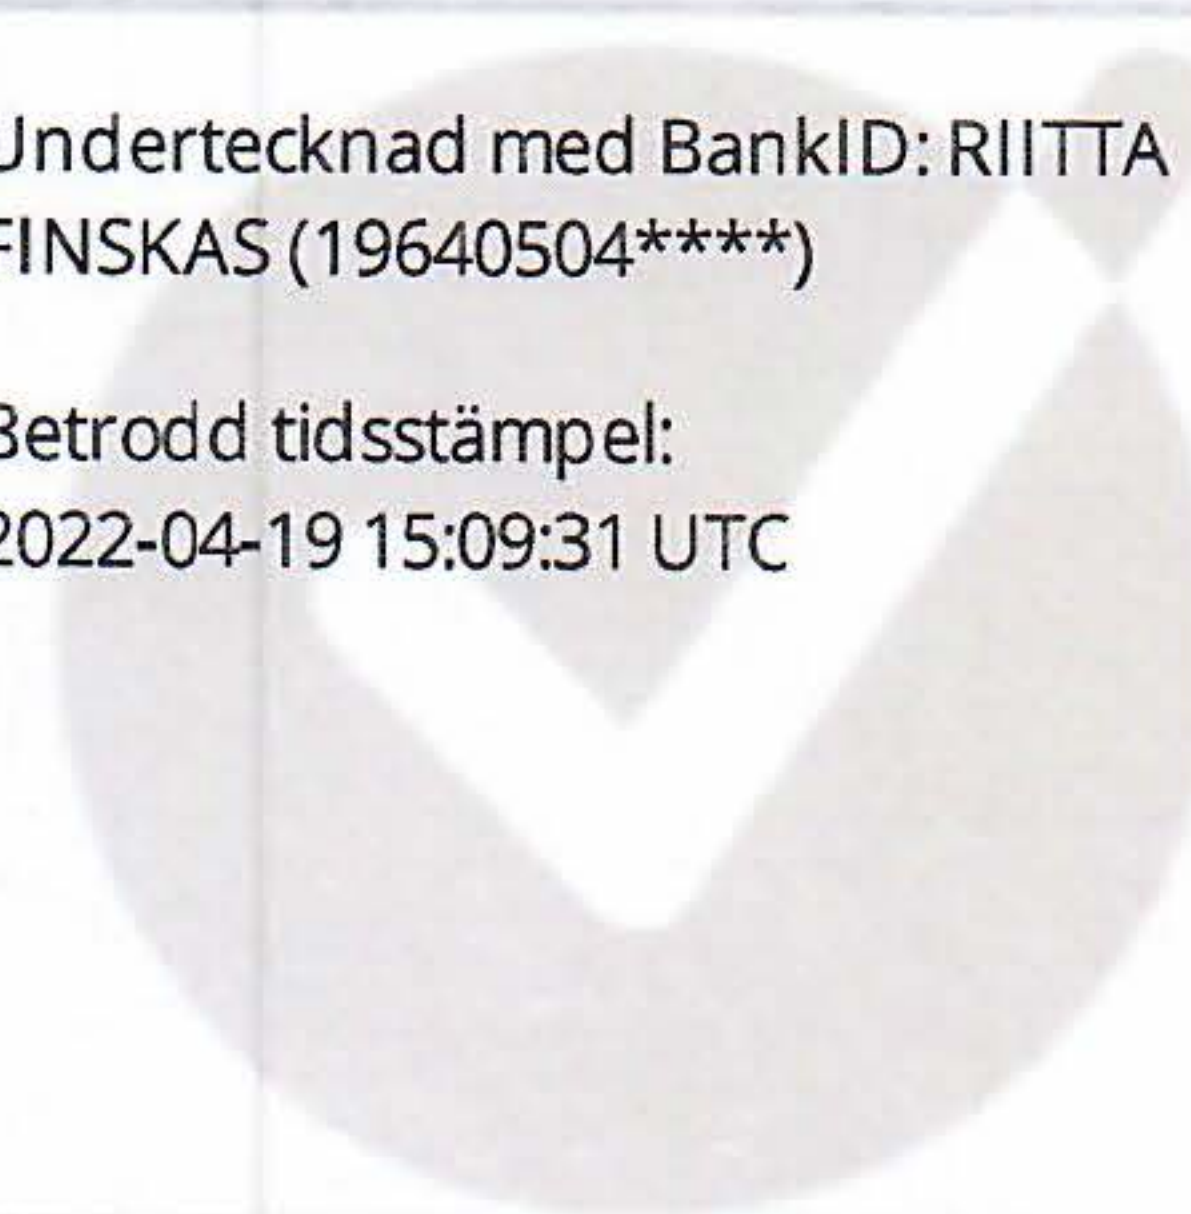 Undertecknad med BankID: RIITTA
FINSKAS (19640504****)
Betrodd tidsstämpel:
2022-04-19 15:09:31 UTC